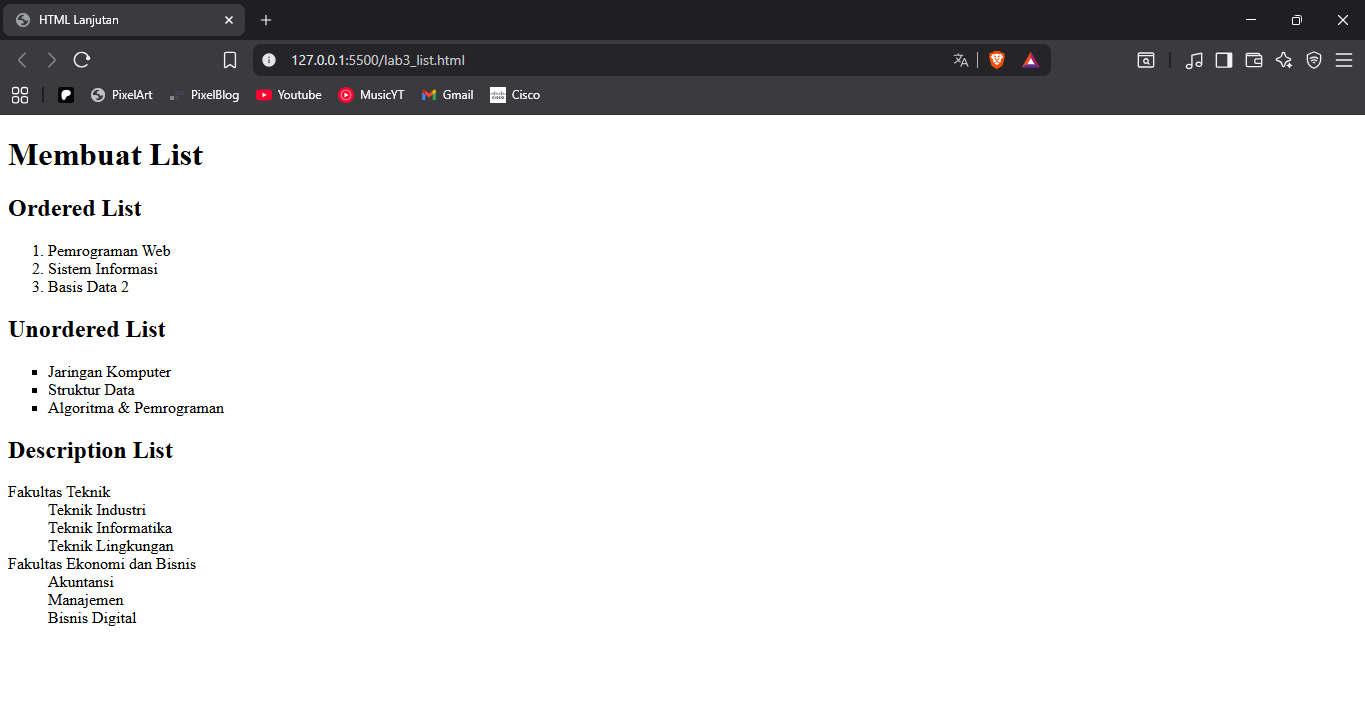 HTML Lanjutan
127.0.0.1:5500/lab3_list.html
PixelArt PixelBlog Youtube MusicYT Gmail Cisco
Membuat List
Ordered List
1. Pemrograman Web
2. Sistem Informasi
3. Basis Data 2
Unordered List
▪ Jaringan Komputer
▪ Struktur Data
▪ Algoritma & Pemrograman
Description List
Fakultas Teknik
Teknik Industri
Teknik Informatika
Teknik Lingkungan
Fakultas Ekonomi dan Bisnis
Akuntansi
Manajemen
Bisnis Digital